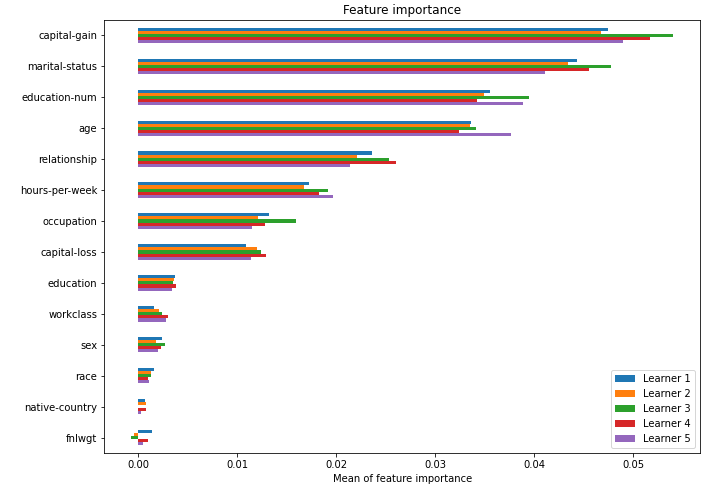 Feature importance
capital-gain
marital-status
education-num
age
relationship
hours-per-week
occupation
capital-loss
education
workclass
sex
race
native-country
fnlwgt
Learner 1
Learner 2
Learner 3
Learner 4
Learner 5
0.00 0.01 0.02 0.03 0.04 0.05
Mean of feature importance